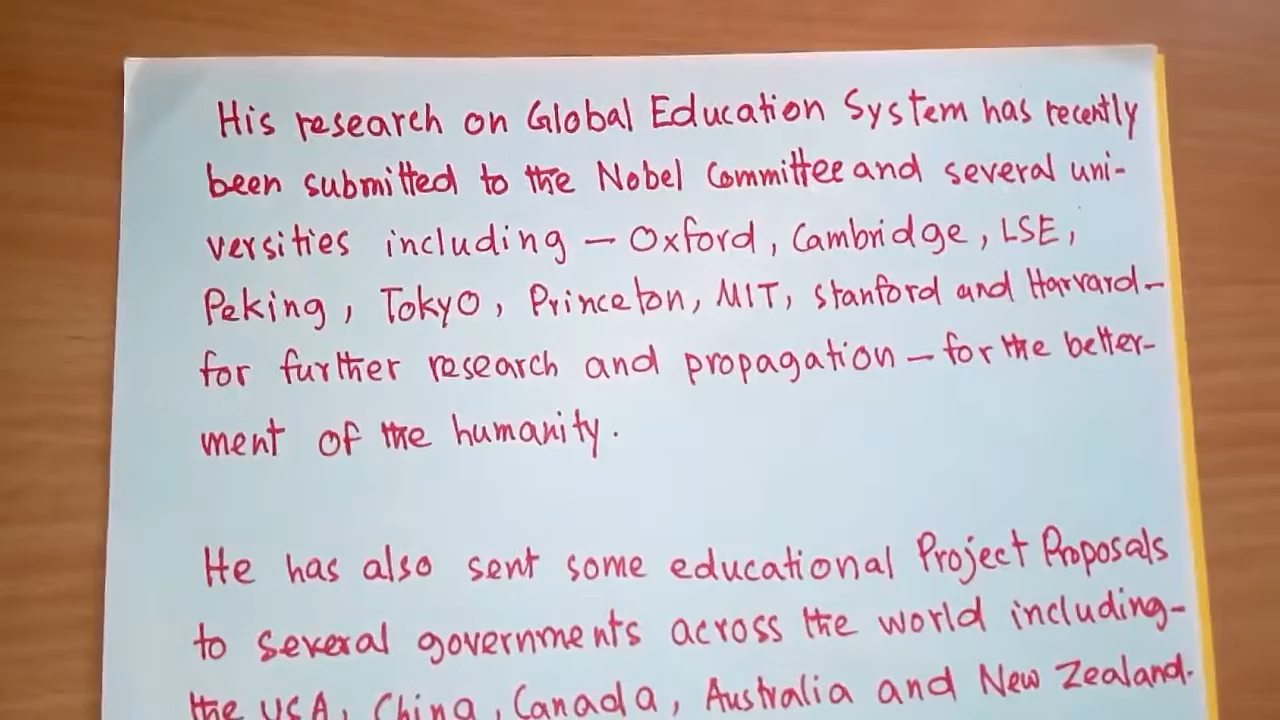 His research on Global Education System has recently
been submitted to the Nobel Committee and several uni-
versities including – Oxford, Cambridge, LSE,
Peking, Tokyo, Princeton, MIT, Stanford and Harvard –
for further research and propagation – for the better-
ment of the humanity.
He has also sent some educational Project Proposals
to several governments across the world including –
the USA, China, Canada, Australia and New Zealand.